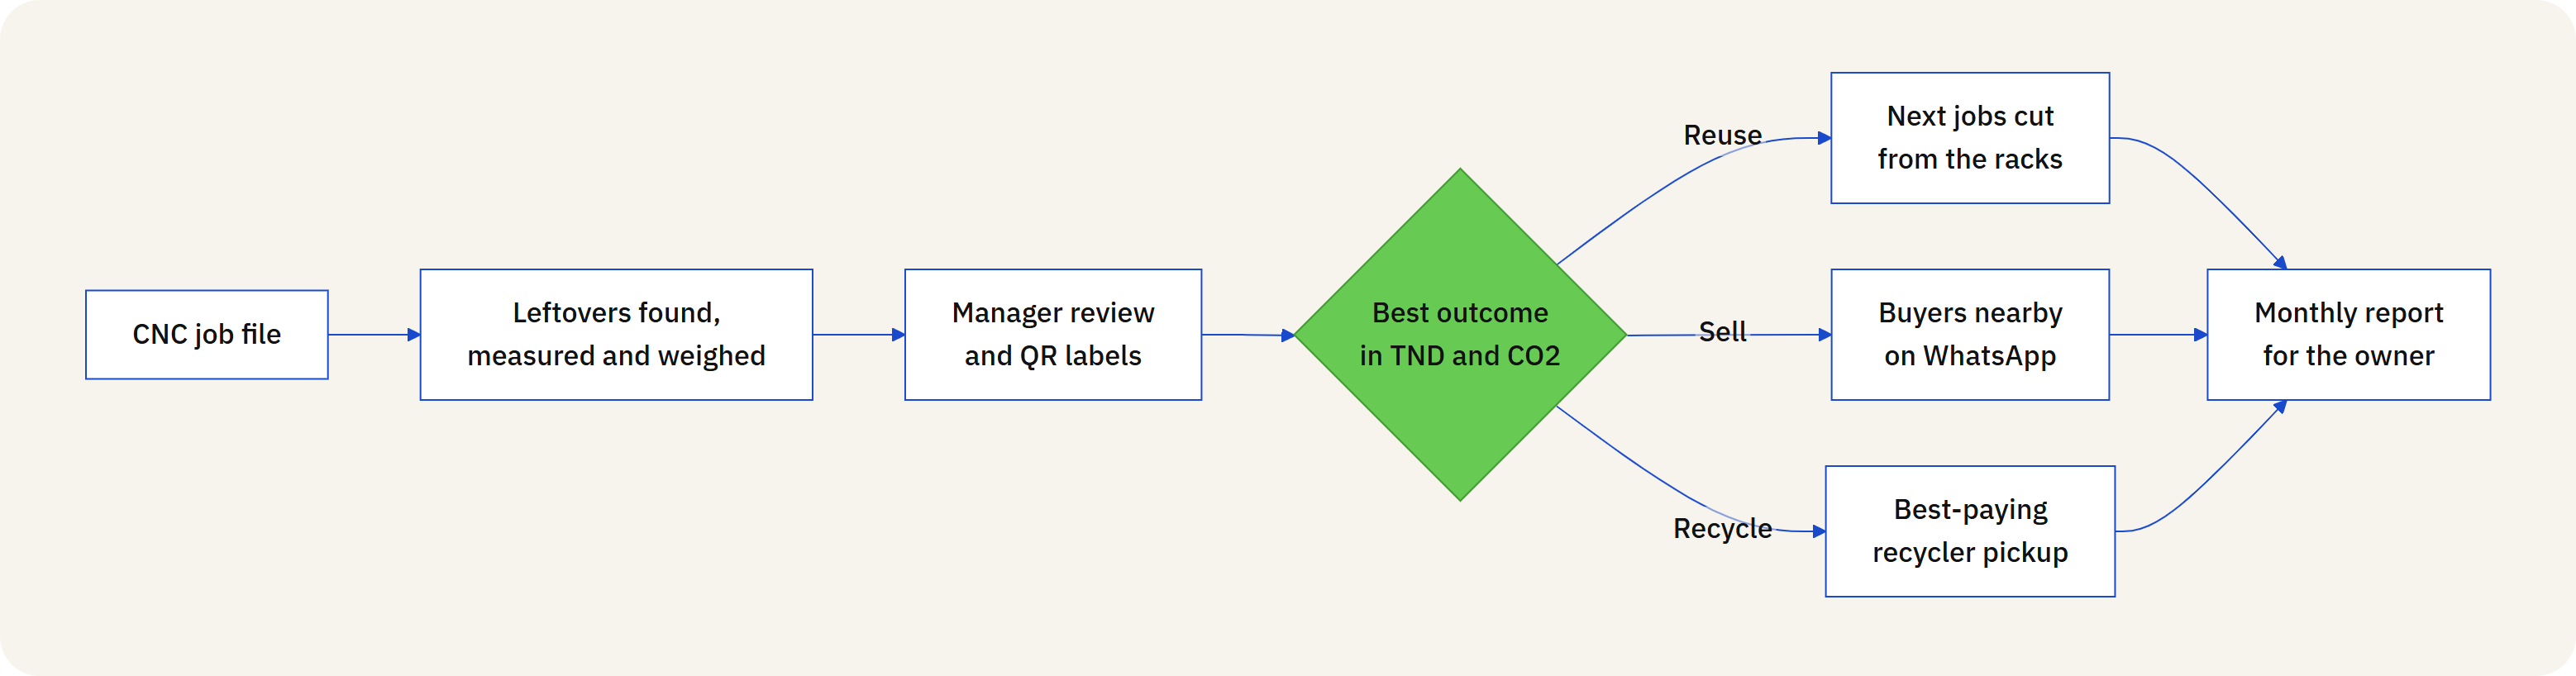 CNC job file
Leftovers found,
measured and weighed
Manager review
and QR labels
Best outcome
in TND and CO2
Reuse
Next jobs cut
from the racks
Sell
Buyers nearby
on WhatsApp
Recycle
Best-paying
recycler pickup
Monthly report
for the owner